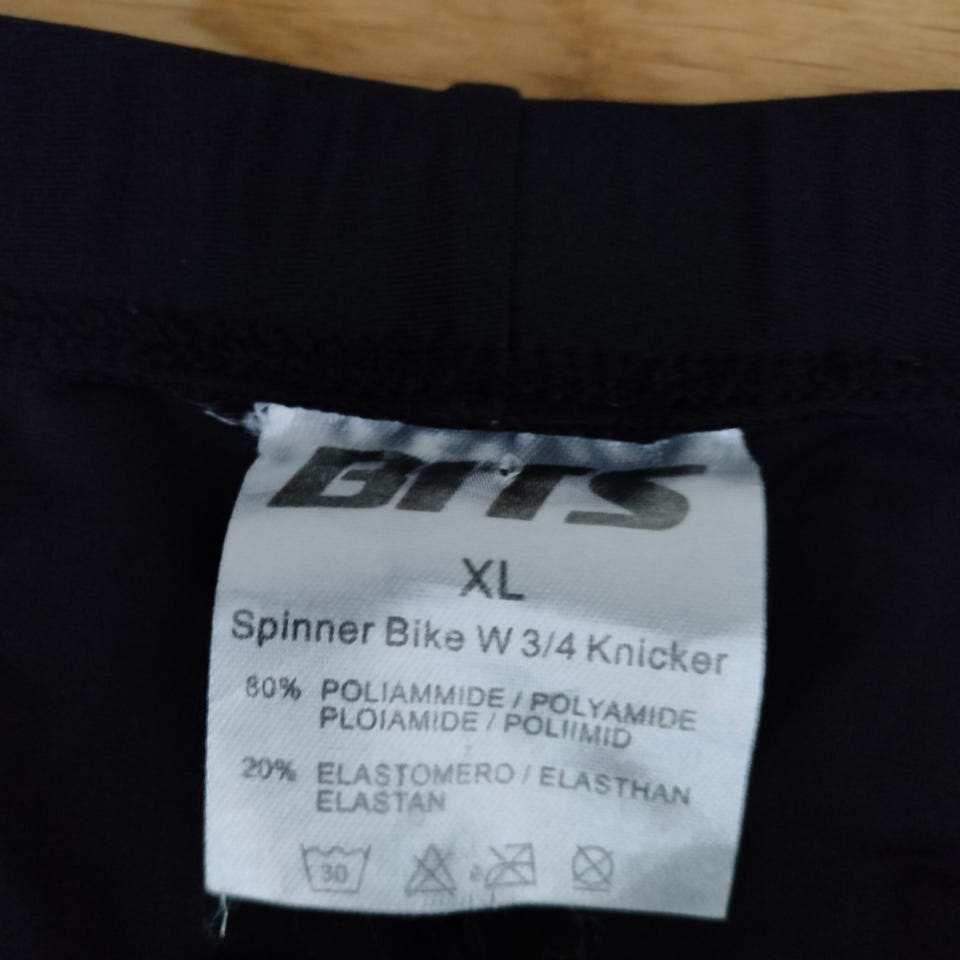 BITS
XL
Spinner Bike W 3/4 Knicker
80% POLIAMMIDE / POLYAMIDE
PLOIAMIDE / POLIIMID
20% ELASTOMERO / ELASTHAN
ELASTAN
30